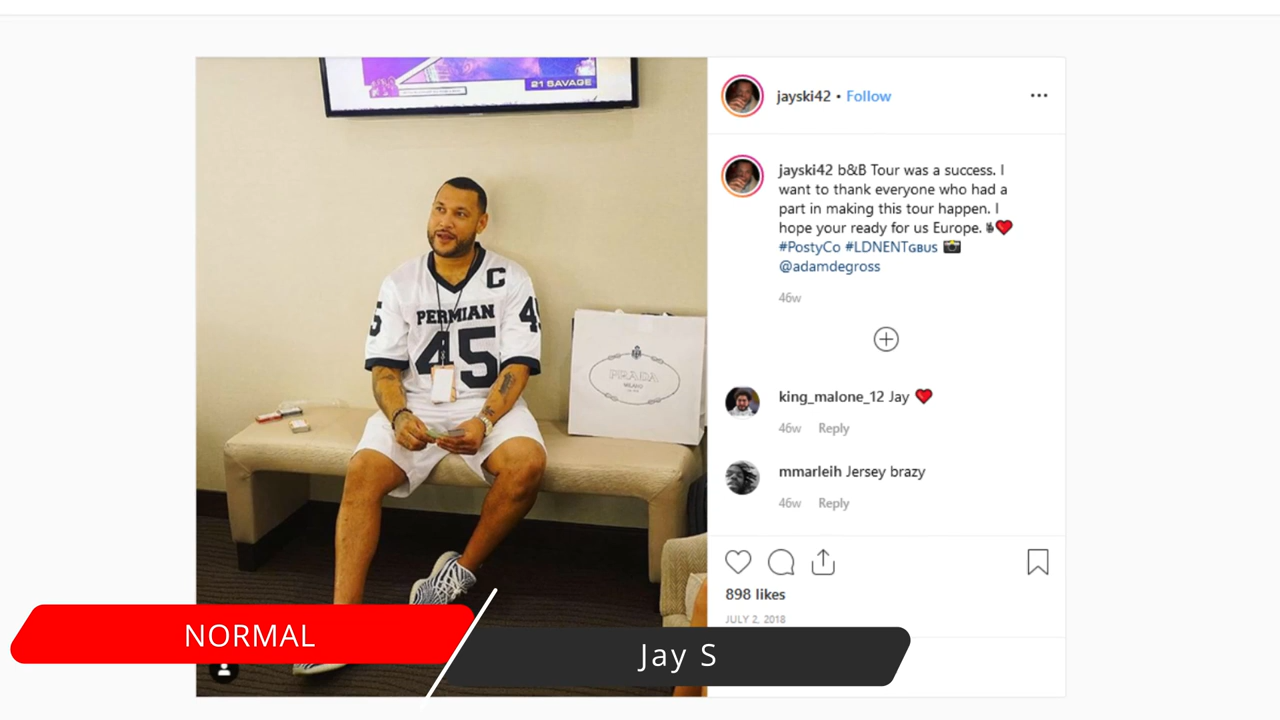 21 SAVAGE
jayski42 • Follow
jayski42 b&B Tour was a success. I
want to thank everyone who had a
part in making this tour happen. I
hope your ready for us Europe.
#PostyCo #LDNENTGBUS
@adamdegross
46w
C
PERMIAN
45
45
PRADA
MILANO
king_malone_12 Jay ❤
46w Reply
mmarleih Jersey brazy
46w Reply
898 likes
JULY 2, 2018
NORMAL
Jay S